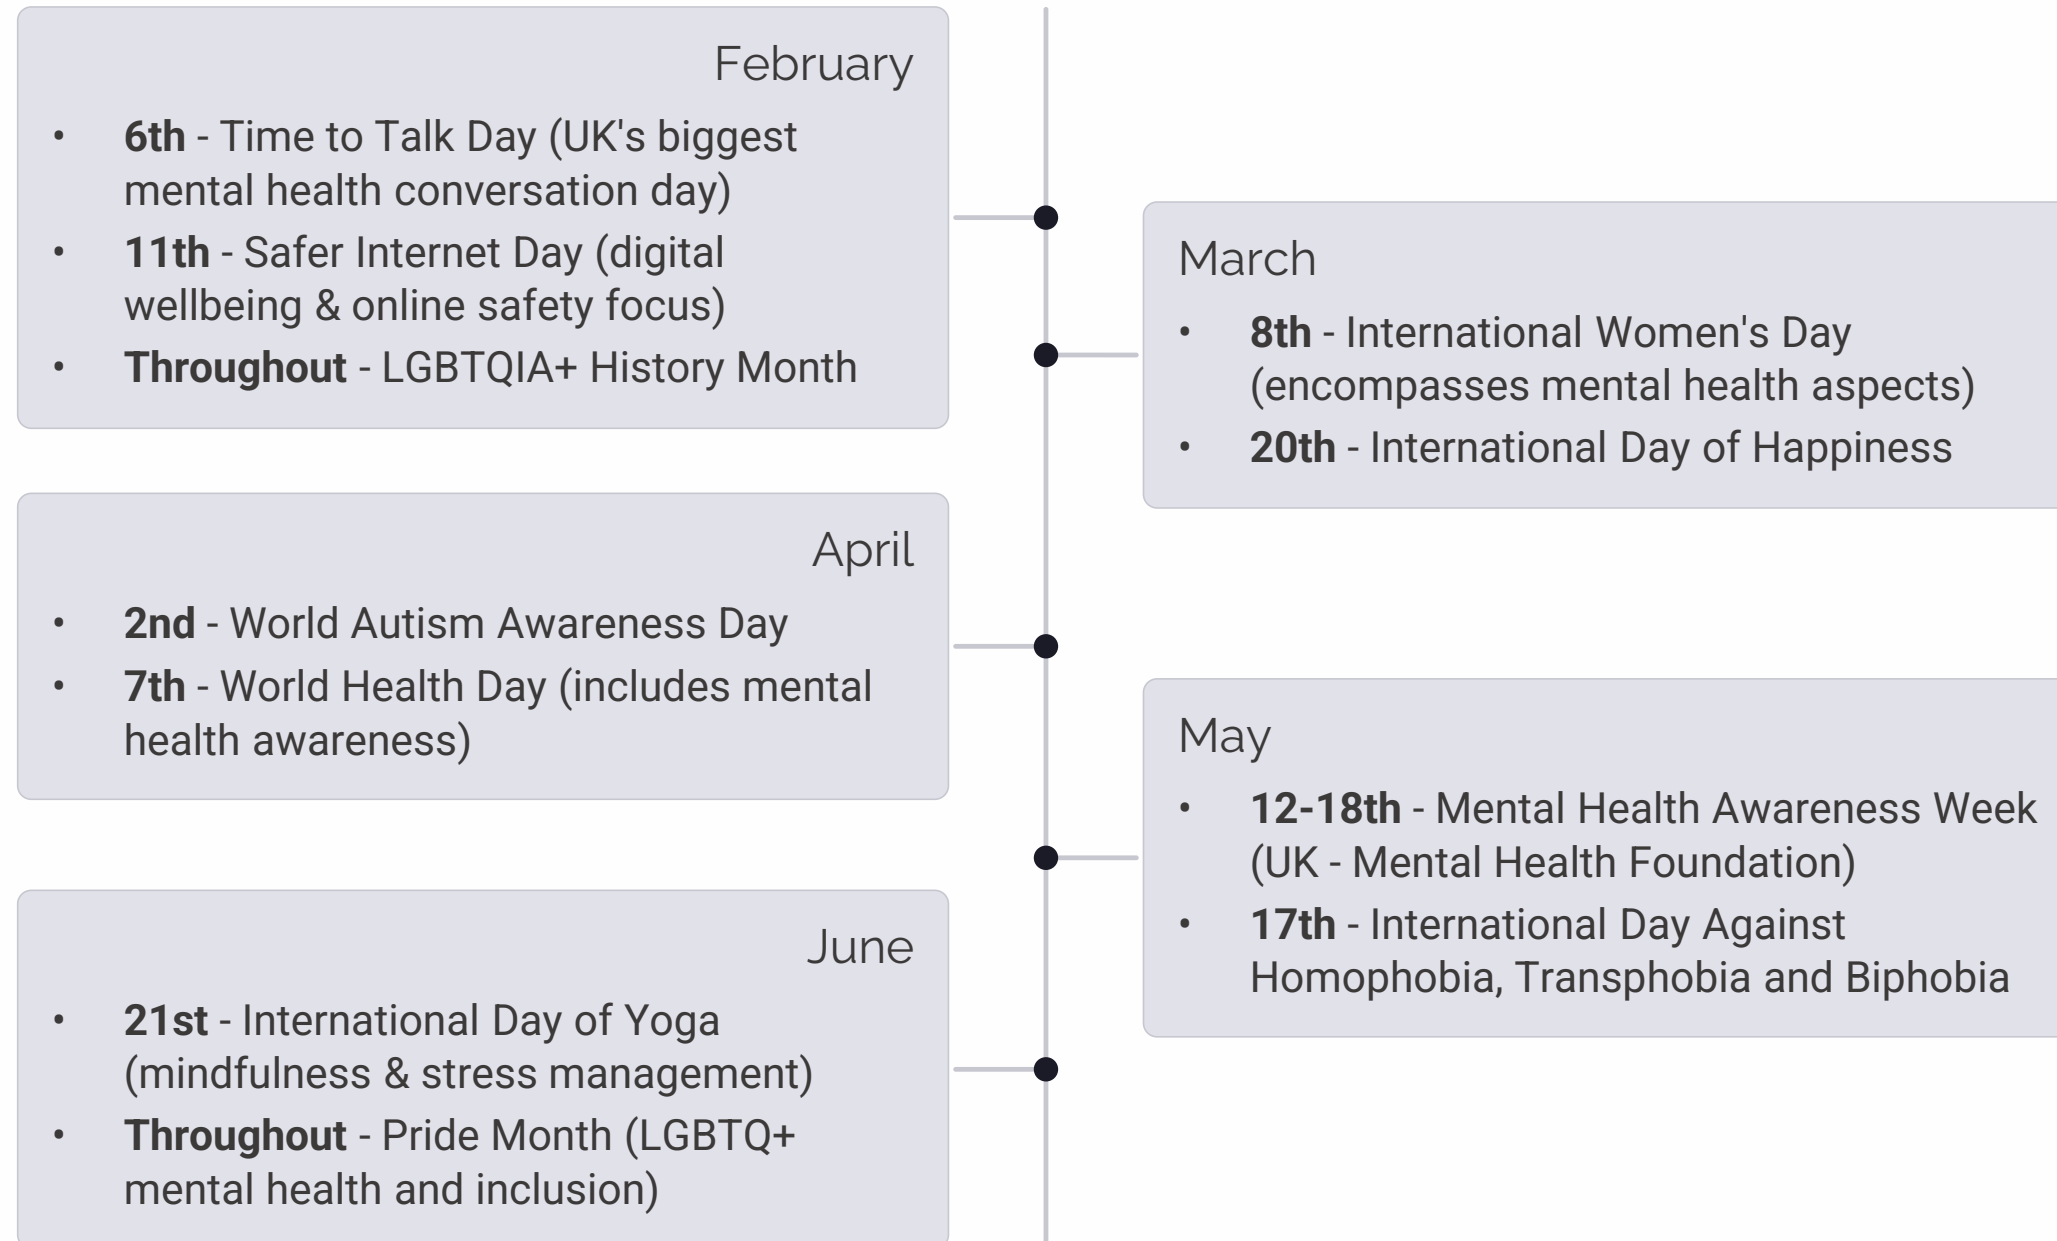 February
• 6th - Time to Talk Day (UK's biggest
mental health conversation day)
• 11th - Safer Internet Day (digital
wellbeing & online safety focus)
• Throughout - LGBTQIA+ History Month
March
• 8th - International Women's Day
(encompasses mental health aspects)
• 20th - International Day of Happiness
April
• 2nd - World Autism Awareness Day
• 7th - World Health Day (includes mental
health awareness)
May
• 12-18th - Mental Health Awareness Week
(UK - Mental Health Foundation)
• 17th - International Day Against
Homophobia, Transphobia and Biphobia
June
• 21st - International Day of Yoga
(mindfulness & stress management)
• Throughout - Pride Month (LGBTQ+
mental health and inclusion)